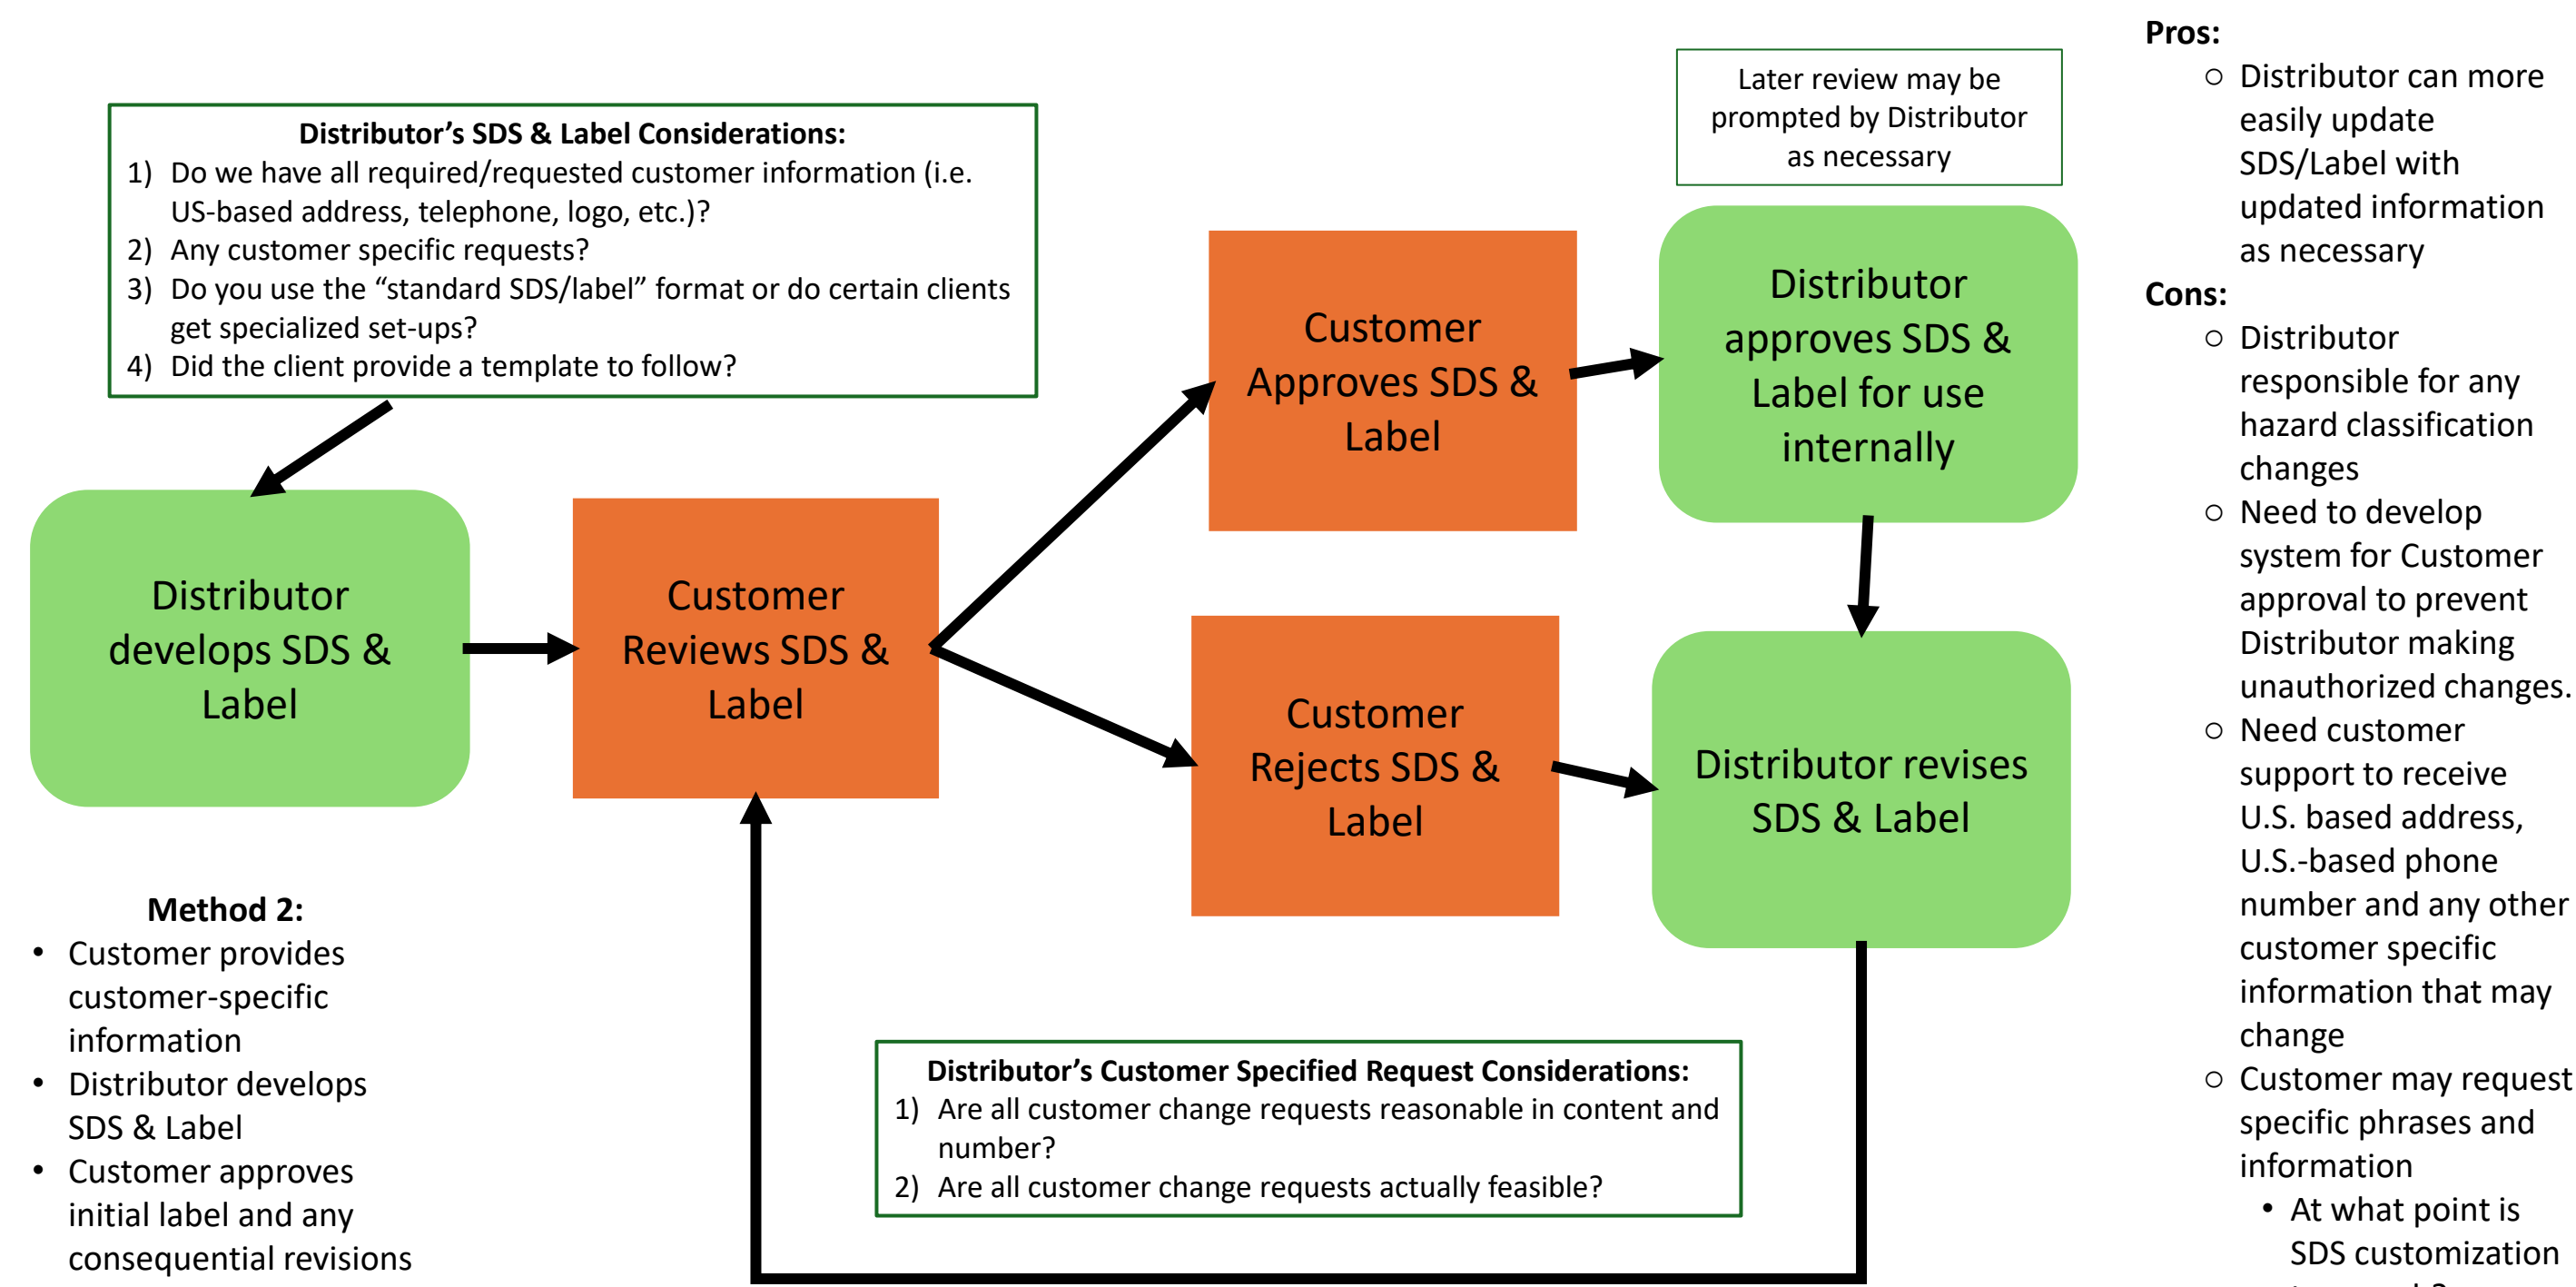 Distributor's SDS & Label Considerations:
1) Do we have all required/requested customer information (i.e.
US-based address, telephone, logo, etc.)?
2) Any customer specific requests?
3) Do you use the “standard SDS/label” format or do certain clients
get specialized set-ups?
4) Did the client provide a template to follow?
Distributor
develops SDS &
Label
Customer
Reviews SDS &
Label
Customer
Approves SDS &
Label
Customer
Rejects SDS &
Label
Later review may be
prompted by Distributor
as necessary
Distributor
approves SDS &
Label for use
internally
Distributor revises
SDS & Label
Method 2:
• Customer provides
customer-specific
information
• Distributor develops
SDS & Label
• Customer approves
initial label and any
consequential revisions
Distributor's Customer Specified Request Considerations:
1) Are all customer change requests reasonable in content and
number?
2) Are all customer change requests actually feasible?
Pros:
○ Distributor can more
easily update
SDS/Label with
updated information
as necessary
Cons:
○ Distributor
responsible for any
hazard classification
changes
○ Need to develop
system for Customer
approval to prevent
Distributor making
unauthorized changes.
○ Need customer
support to receive
U.S. based address,
U.S.-based phone
number and any other
customer specific
information that may
change
○ Customer may request
specific phrases and
information
• At what point is
SDS customization